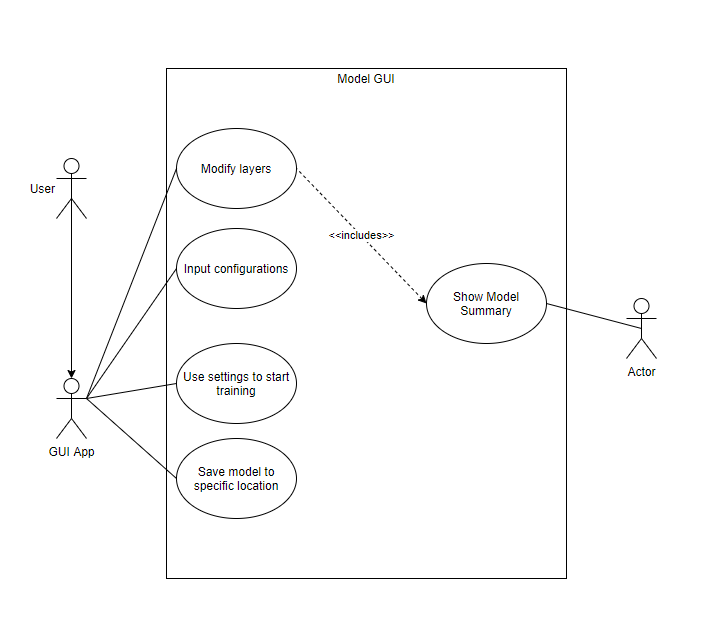 Model GUI
Modify layers
User
<<includes>>
Input configurations
Show Model
Summary
Actor
Use settings to start
training
GUI App
Save model to
specific location